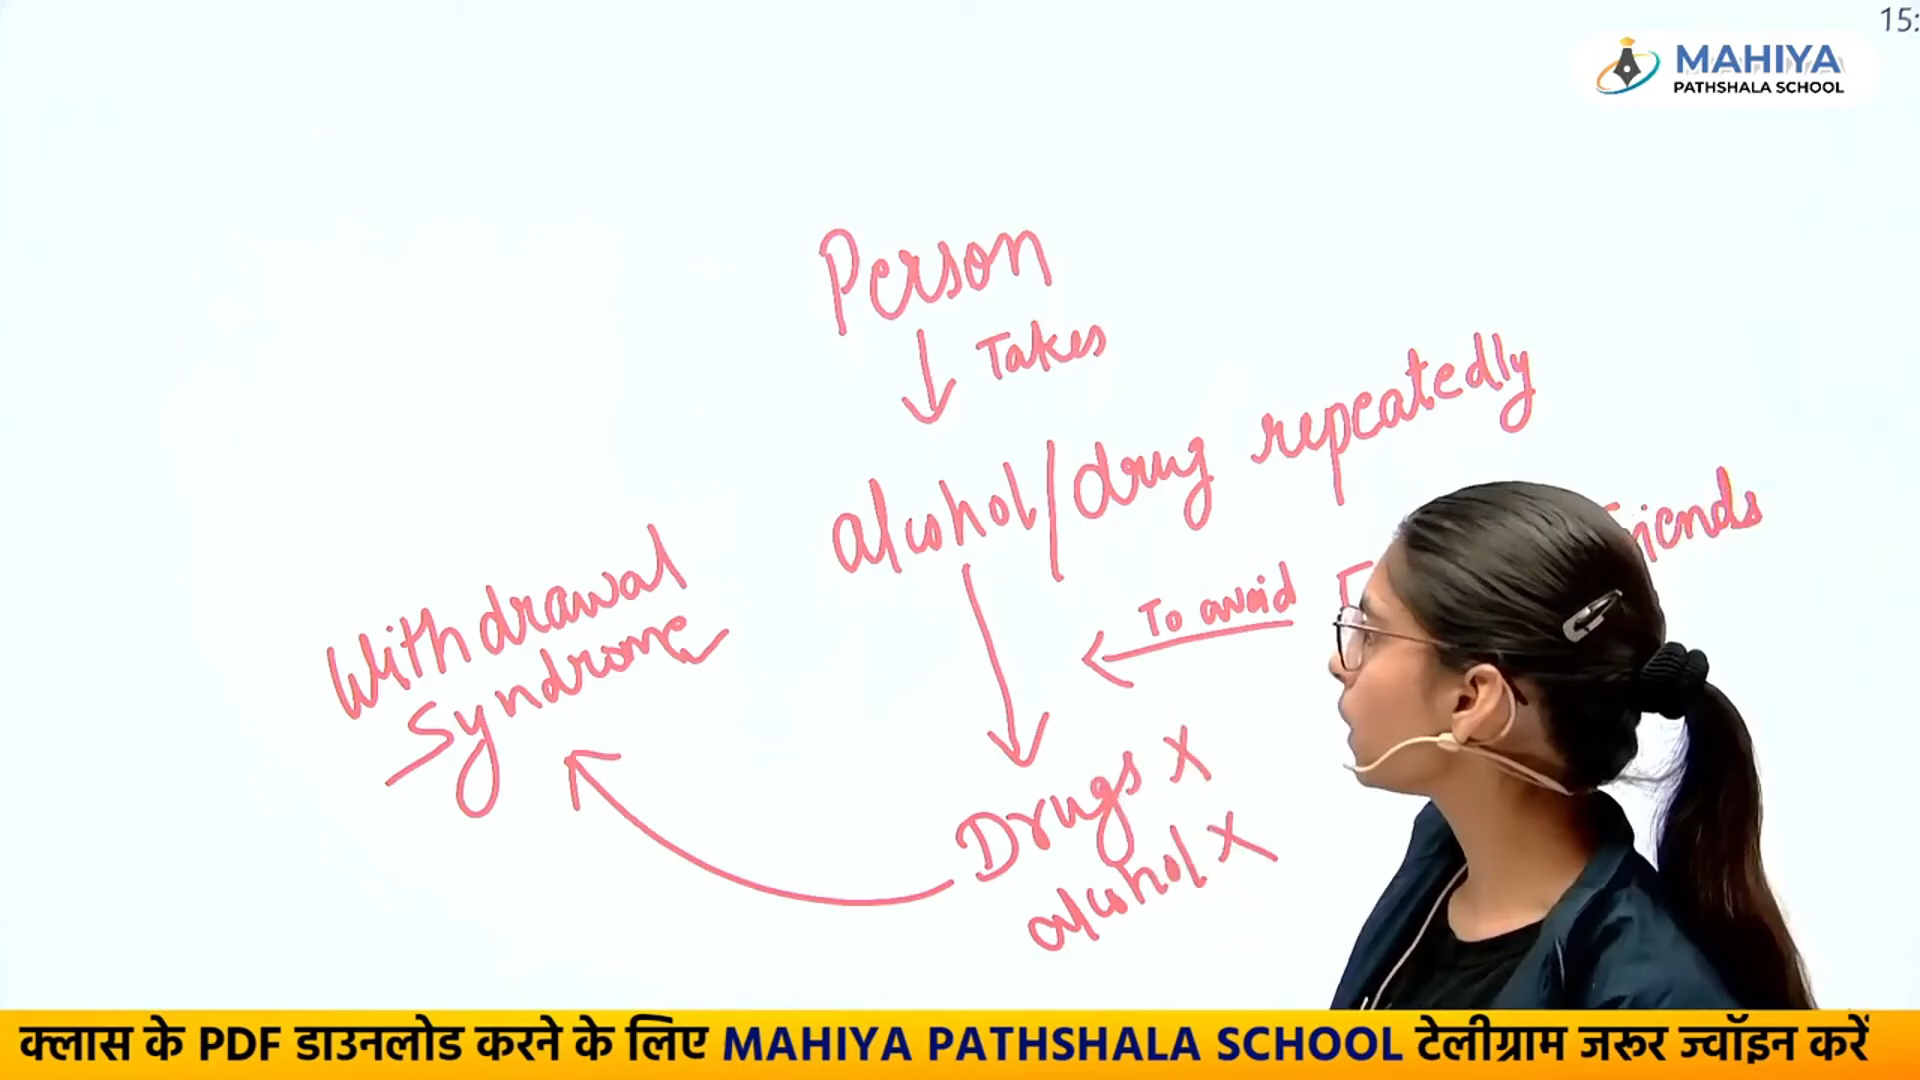 15:
MAHIYA
PATHSHALA SCHOOL
Person
Takes
alcohol/drug repeatedly
To avoid
Withdrawal
Syndrome
Drugs X
alcohol X
क्लास के PDF डाउनलोड करने के लिए MAHIYA PATHSHALA SCHOOL टेलीग्राम जरूर ज्वॉइन करें